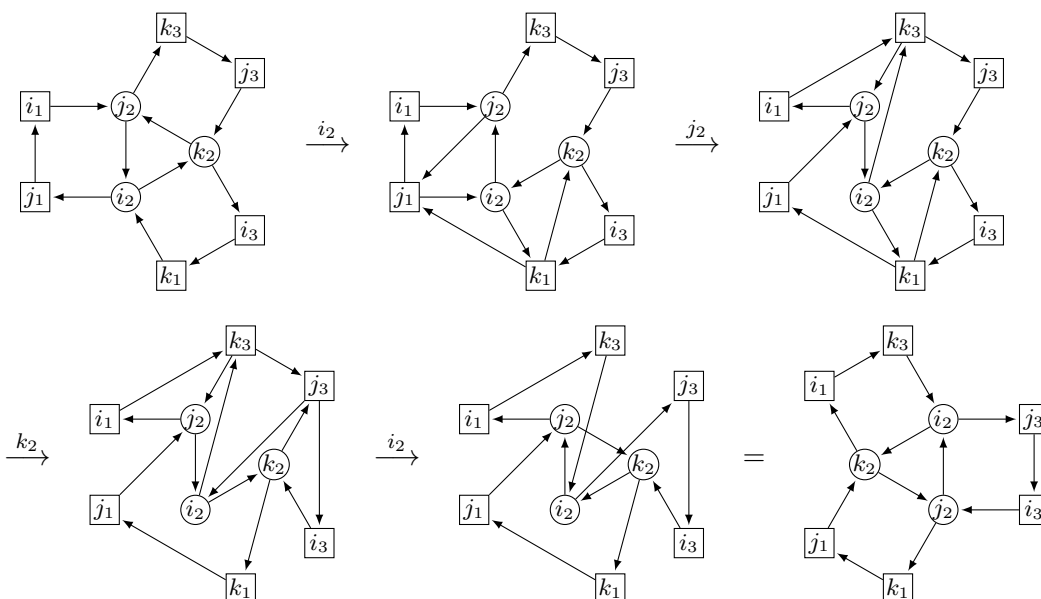 k₃ k₃ k₃
j₃ j₃ j₃
i₁ j₂ i₁ j₂ i₁ j₂
i₂ j₂
k₂ k₂ k₂
j₁ i₂ j₁ i₂ j₁ i₂
i₃ i₃ i₃
k₁ k₁ k₁
k₃ k₃ k₃
j₃ j₃ i₁
i₁ j₂ i₁ j₂ i₂ j₃
k₂ i₂ =
k₂ k₂ k₂
j₁ i₂ j₁ i₂ j₂ i₃
i₃ i₃ j₁
k₁ k₁ k₁